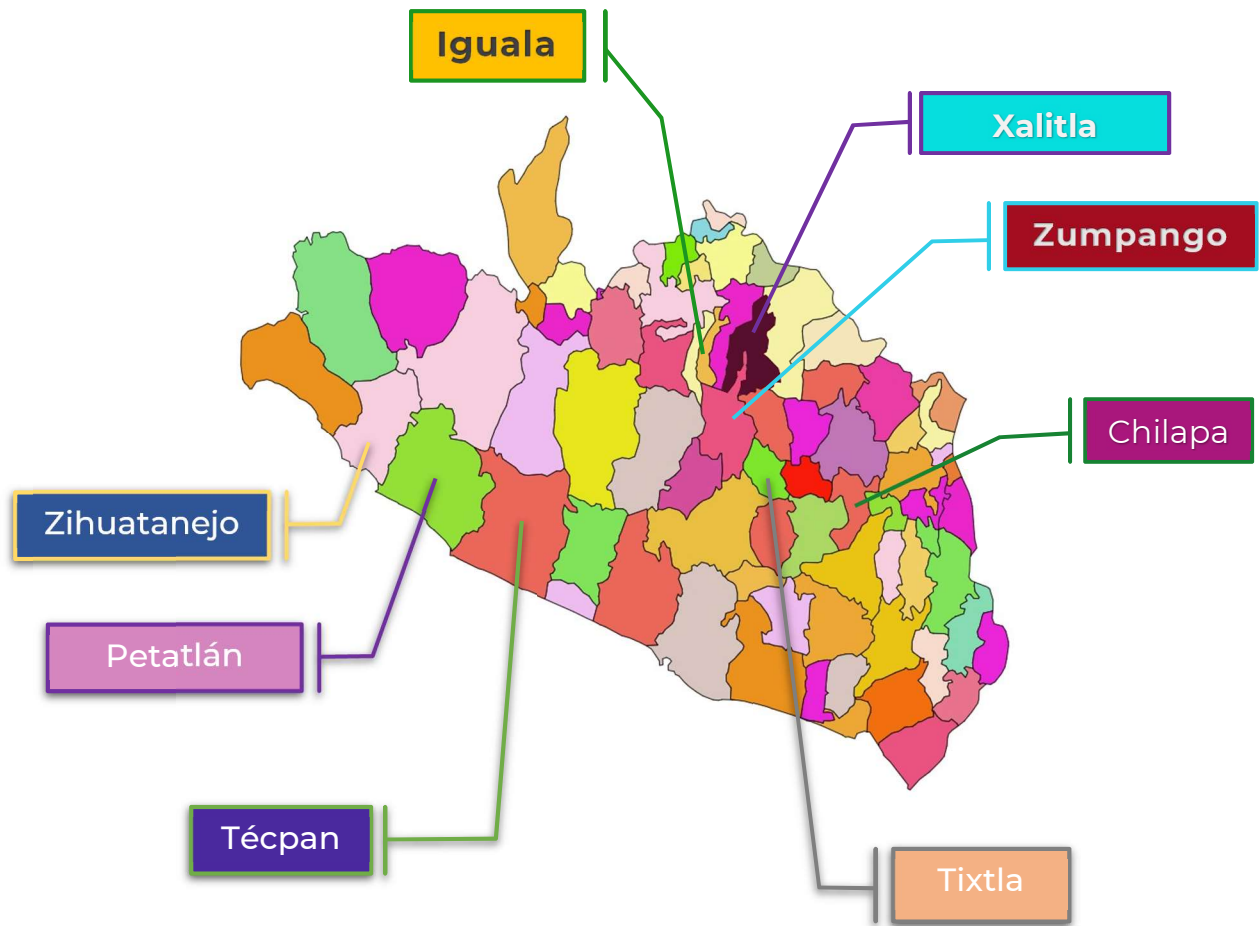 Iguala
Xalitla
Zumpango
Chilapa
Zihuatanejo
Petatlán
Técpan
Tixtla